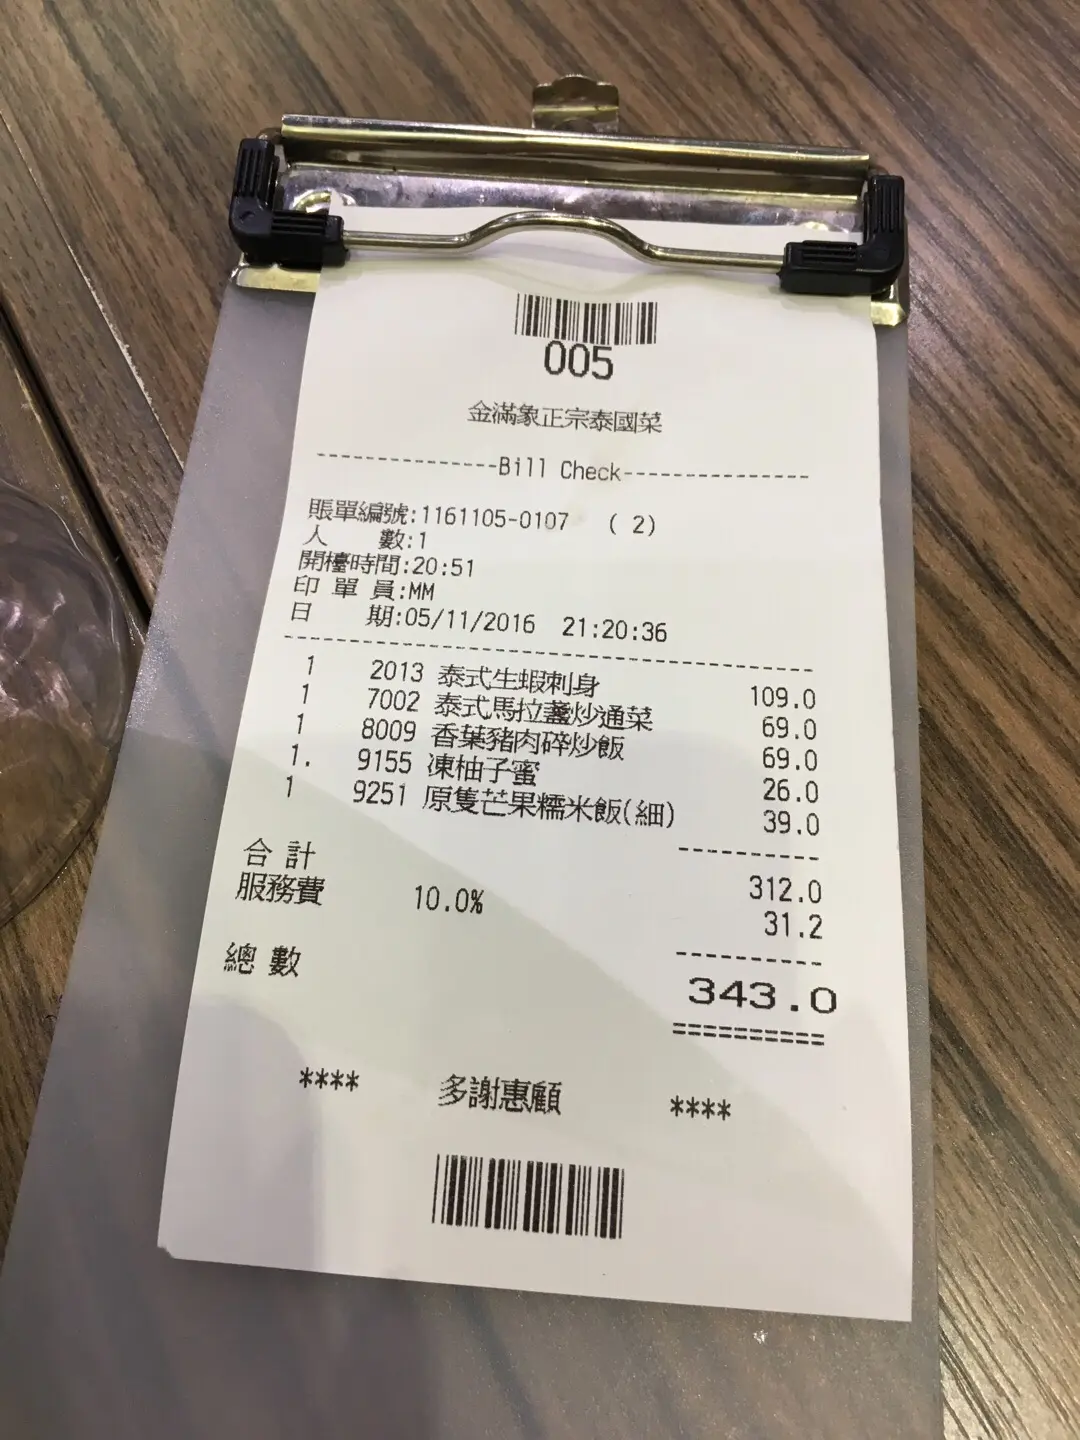 005
金滿象正宗泰國菜
--------------Bill Check--------------
賬單編號:1161105-0107 ( 2)
人 數:1
開檯時間:20:51
印 單 員:MM
日 期:05/11/2016 21:20:36
1 2013 泰式生蝦刺身 109.0
1 7002 泰式馬拉盞炒通菜 69.0
1 8009 香葉豬肉碎炒飯 69.0
1. 9155 凍柚子蜜 26.0
1 9251 原隻芒果糯米飯(細) 39.0
合 計 312.0
服務費 10.0% 31.2
總 數 343.0
==========
**** 多謝惠顧 ****